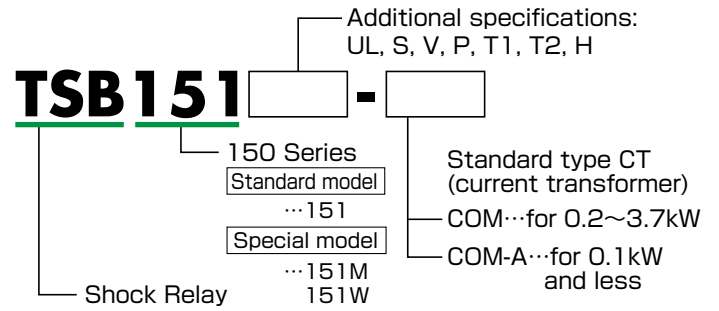 Additional specifications:
UL, S, V, P, T1, T2, H
TSB151 -
150 Series
Standard model
…151
Special model
…151M
151W
Shock Relay
Standard type CT
(current transformer)
COM…for 0.2～3.7kW
COM-A…for 0.1kW
and less